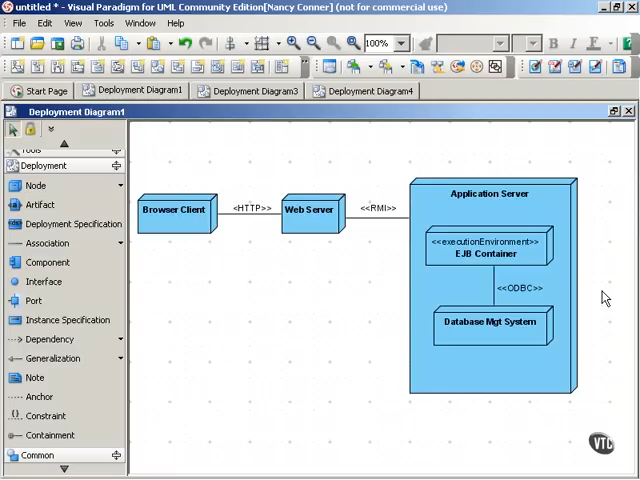 untitled * - Visual Paradigm for UML Community Edition[Nancy Conner] (not for commercial use)
File Edit View Tools Window Help
100%
B I F
Start Page Deployment Diagram1 Deployment Diagram3 Deployment Diagram4
Deployment Diagram1
Tools
Deployment
Node
Artifact
Deployment Specification
Association
Component
Interface
Port
Instance Specification
Dependency
Generalization
Note
Anchor
Constraint
Containment
Common
Browser Client
<HTTP>
Web Server
<<RMI>>
Application Server
<<executionEnvironment>>
EJB Container
<<ODBC>>
Database Mgt System
VTC